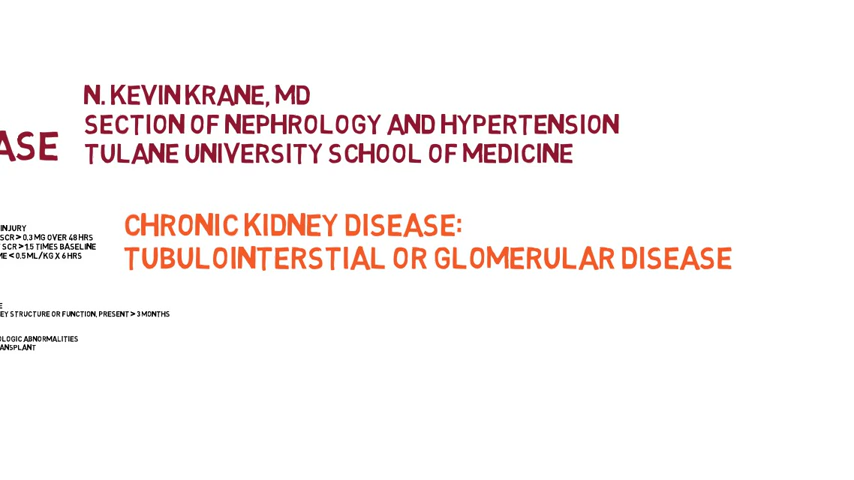 N. KEVIN KRANE, MD
SECTION OF NEPHROLOGY AND HYPERTENSION
TULANE UNIVERSITY SCHOOL OF MEDICINE
ASE
CHRONIC KIDNEY DISEASE:
TUBULOINTERSTIAL OR GLOMERULAR DISEASE
INJURY
SCR > 0.3 MG OVER 48 HRS
SCR > 1.5 TIMES BASELINE
ME < 0.5 ML/KG X 6 HRS
E
EY STRUCTURE OR FUNCTION, PRESENT > 3 MONTHS
OLOGIC ABNORMALITIES
ANSPLANT